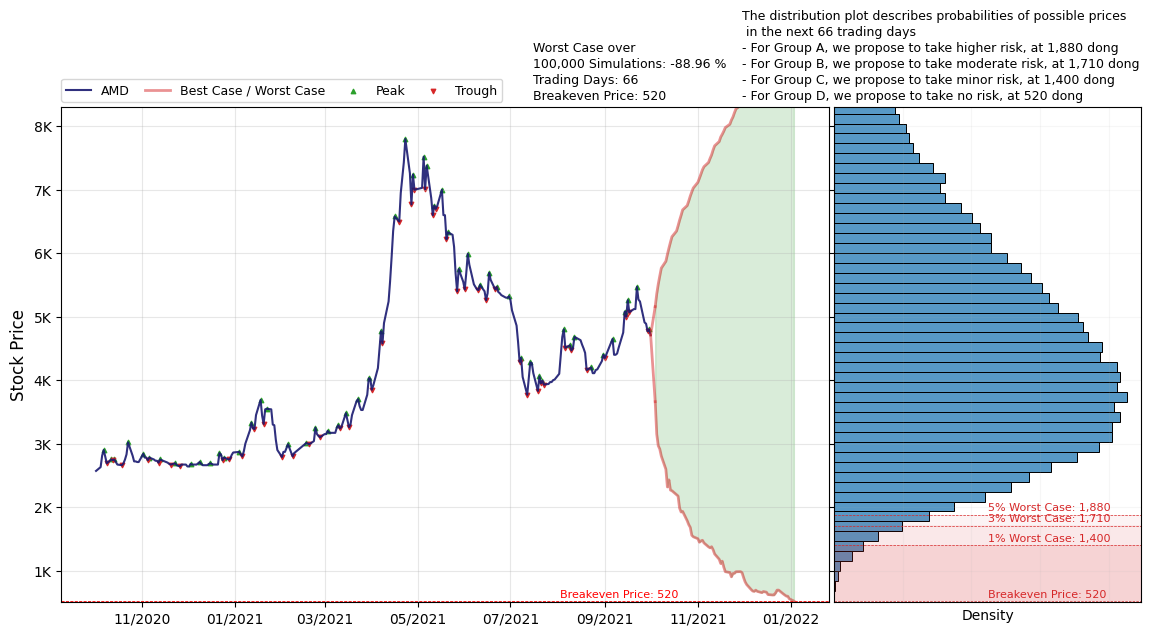 The distribution plot describes probabilities of possible prices
in the next 66 trading days
- For Group A, we propose to take higher risk, at 1,880 dong
- For Group B, we propose to take moderate risk, at 1,710 dong
- For Group C, we propose to take minor risk, at 1,400 dong
- For Group D, we propose to take no risk, at 520 dong
Worst Case over
100,000 Simulations: -88.96 %
Trading Days: 66
Breakeven Price: 520
AMD
Best Case / Worst Case
Peak
Trough
8K
7K
6K
5K
4K
3K
2K
1K
Stock Price
5% Worst Case: 1,880
3% Worst Case: 1,710
1% Worst Case: 1,400
Breakeven Price: 520
Breakeven Price: 520
11/2020
01/2021
03/2021
05/2021
07/2021
09/2021
11/2021
01/2022
Density